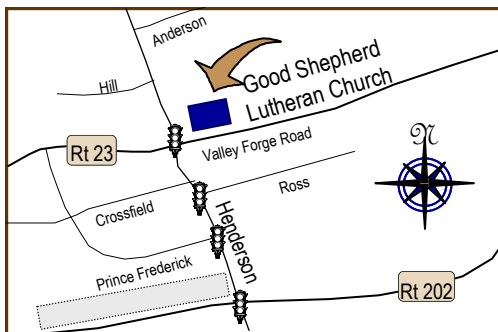 Anderson
Hill
Good Shepherd
Lutheran Church
Rt 23
Valley Forge Road
Ross
Crossfield
Henderson
Prince Frederick
Rt 202
N